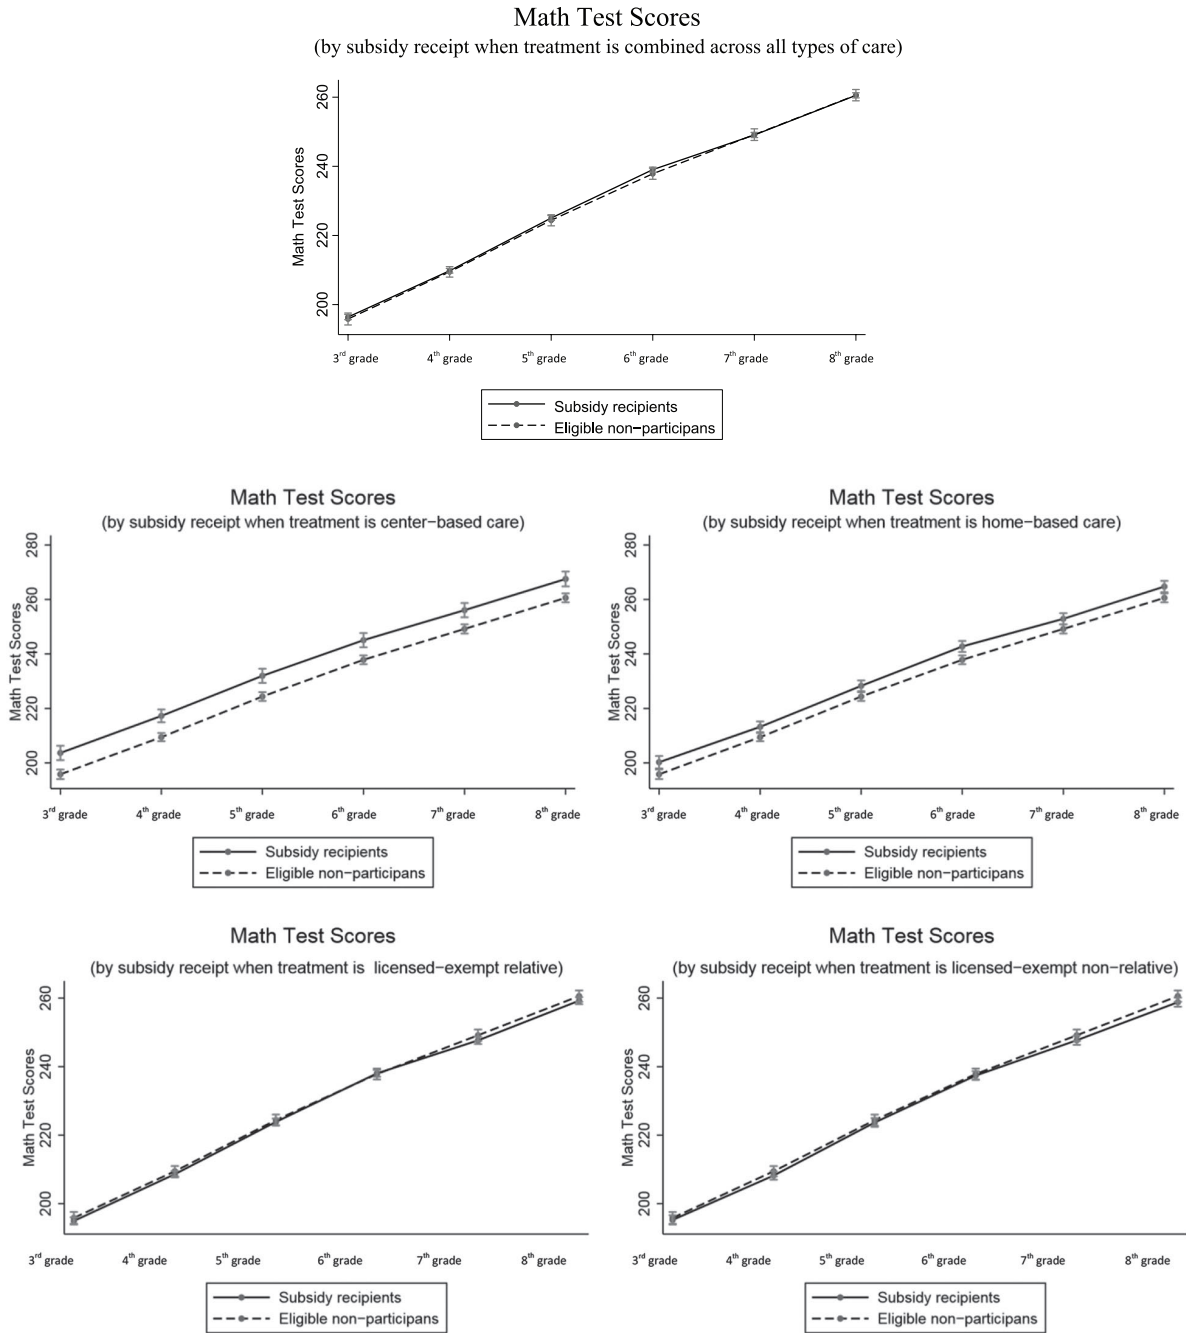 Math Test Scores
(by subsidy receipt when treatment is combined across all types of care)
Math Test Scores
260
240
220
200
3rd grade
4th grade
5th grade
6th grade
7th grade
8th grade
Subsidy recipients
Eligible non-participans
Math Test Scores
(by subsidy receipt when treatment is center-based care)
Math Test Scores
280
260
240
220
200
3rd grade
4th grade
5th grade
6th grade
7th grade
8th grade
Subsidy recipients
Eligible non-participans
Math Test Scores
(by subsidy receipt when treatment is home-based care)
Math Test Scores
280
260
240
220
200
3rd grade
4th grade
5th grade
6th grade
7th grade
8th grade
Subsidy recipients
Eligible non-participans
Math Test Scores
(by subsidy receipt when treatment is licensed-exempt relative)
Math Test Scores
260
240
220
200
3rd grade
4th grade
5th grade
6th grade
7th grade
8th grade
Subsidy recipients
Eligible non-participans
Math Test Scores
(by subsidy receipt when treatment is licensed-exempt non-relative)
Math Test Scores
260
240
220
200
3rd grade
4th grade
5th grade
6th grade
7th grade
8th grade
Subsidy recipients
Eligible non-participans